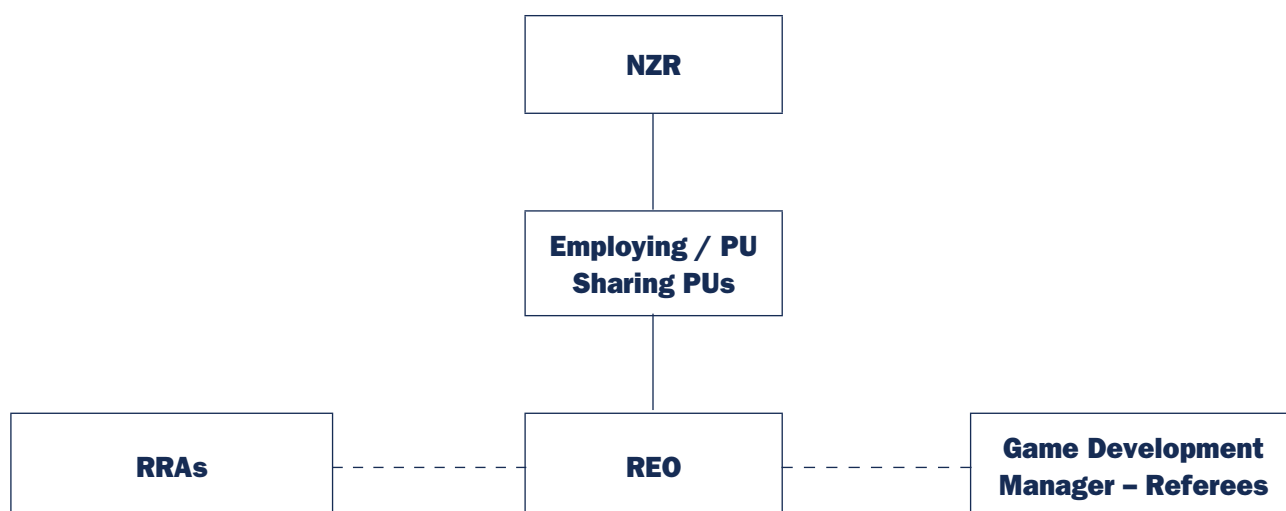 NZR
Employing / PU
Sharing PUs
RRAs
REO
Game Development
Manager – Referees